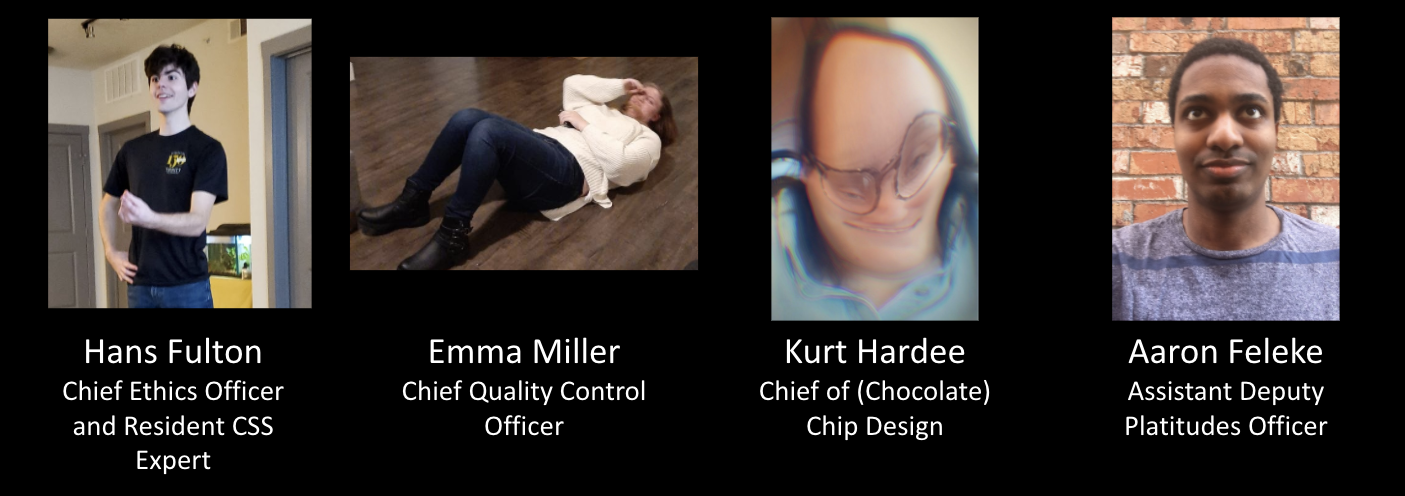 Hans Fulton
Chief Ethics Officer
and Resident CSS
Expert
Emma Miller
Chief Quality Control
Officer
Kurt Hardee
Chief of (Chocolate)
Chip Design
Aaron Feleke
Assistant Deputy
Platitudes Officer